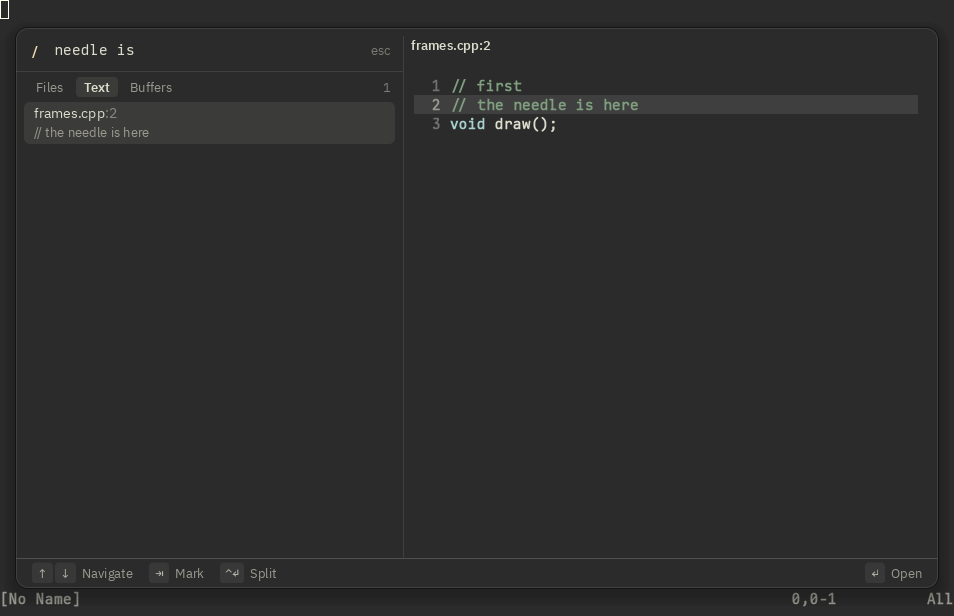 / needle is esc
Files Text Buffers 1
frames.cpp:2
// the needle is here
frames.cpp:2
1 // first
2 // the needle is here
3 void draw();
↑ ↓ Navigate ⇥ Mark ^↵ Split ↵ Open
[No Name] 0,0-1 All